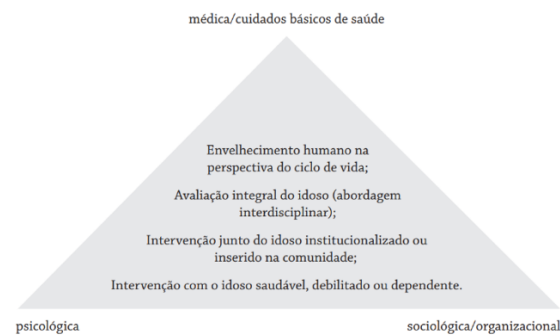 médica/cuidados básicos de saúde
Envelhecimento humano na
perspectiva do ciclo de vida;
Avaliação integral do idoso (abordagem
interdisciplinar);
Intervenção junto do idoso institucionalizado ou
inserido na comunidade;
Intervenção com o idoso saudável, debilitado ou dependente.
psicológica
sociológica/organizacional